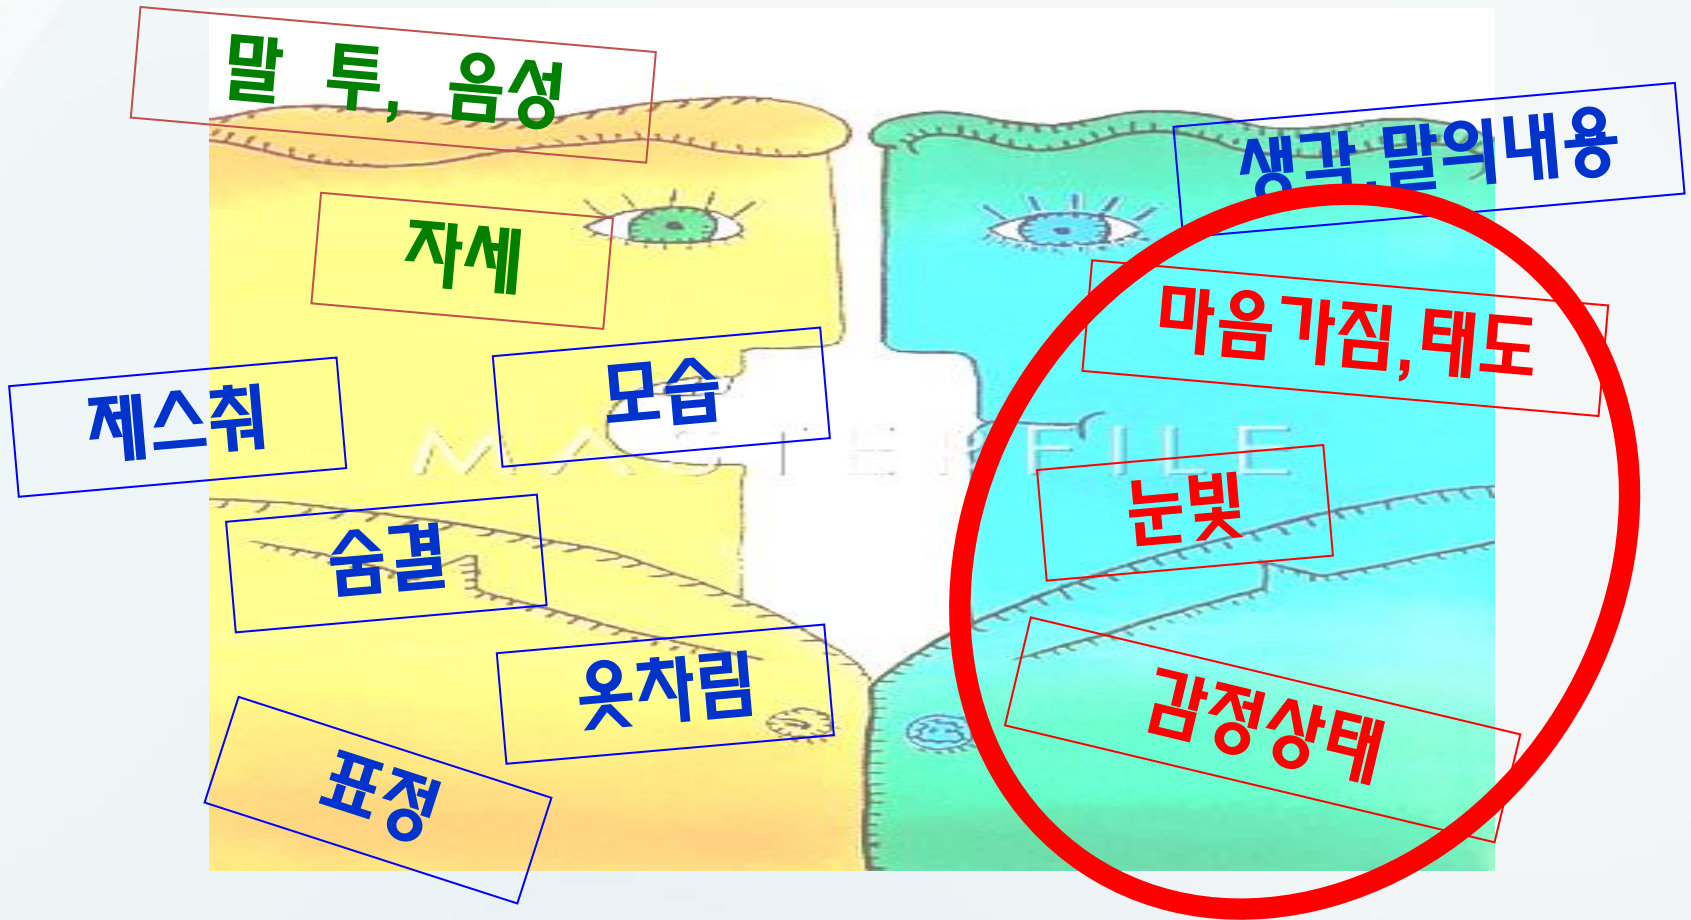 말 투, 음성
생각,말의내용
자세
마음가짐,태도
모습
제스춰
눈빛
숨결
옷차림
감정상태
표정
MASTERFILE